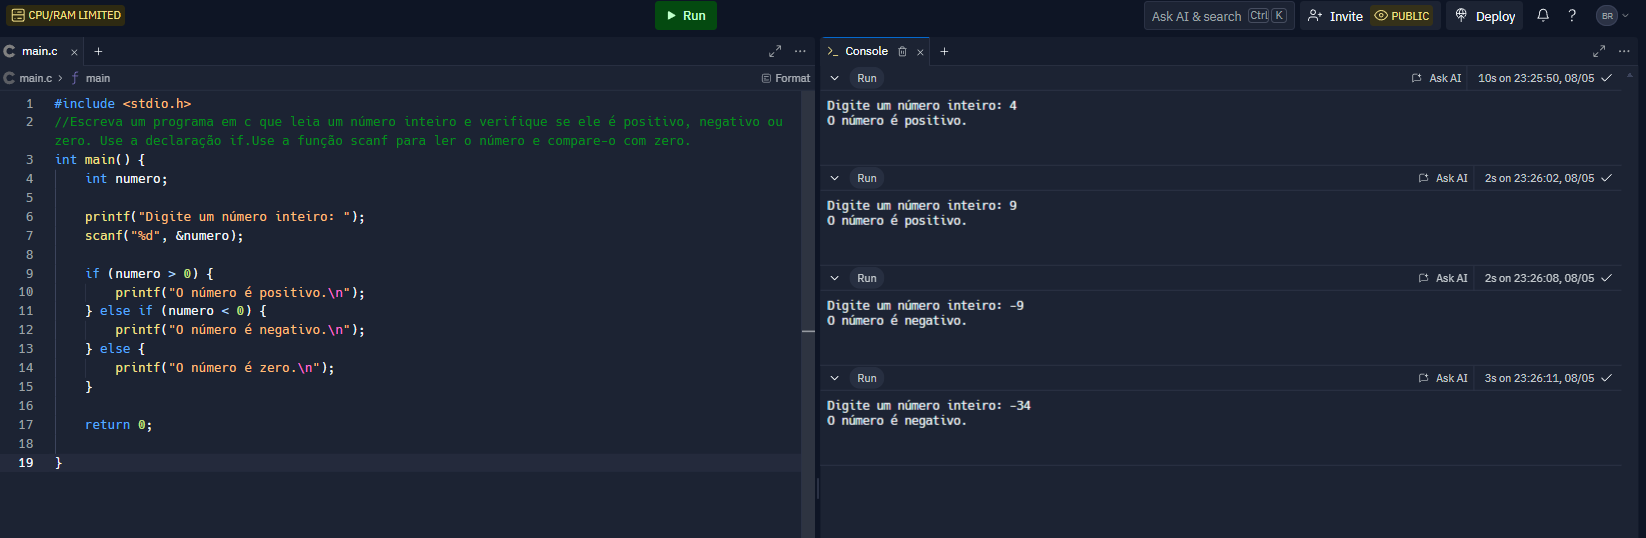 CPU/RAM LIMITED
Run
Ask AI & search Ctrl K
Invite PUBLIC
Deploy
BR
main.c
main.c > main
Format
1 #include <stdio.h>
2 //Escreva um programa em c que leia um número inteiro e verifique se ele é positivo, negativo ou
zero. Use a declaração if.Use a função scanf para ler o número e compare-o com zero.
3 int main() {
4 int numero;
5
6 printf("Digite um número inteiro: ");
7 scanf("%d", &numero);
8
9 if (numero > 0) {
10 printf("O número é positivo.\n");
11 } else if (numero < 0) {
12 printf("O número é negativo.\n");
13 } else {
14 printf("O número é zero.\n");
15 }
16
17 return 0;
18
19 }
Console
Run Ask AI 10s on 23:25:50, 08/05
Digite um número inteiro: 4
O número é positivo.
Run Ask AI 2s on 23:26:02, 08/05
Digite um número inteiro: 9
O número é positivo.
Run Ask AI 2s on 23:26:08, 08/05
Digite um número inteiro: -9
O número é negativo.
Run Ask AI 3s on 23:26:11, 08/05
Digite um número inteiro: -34
O número é negativo.